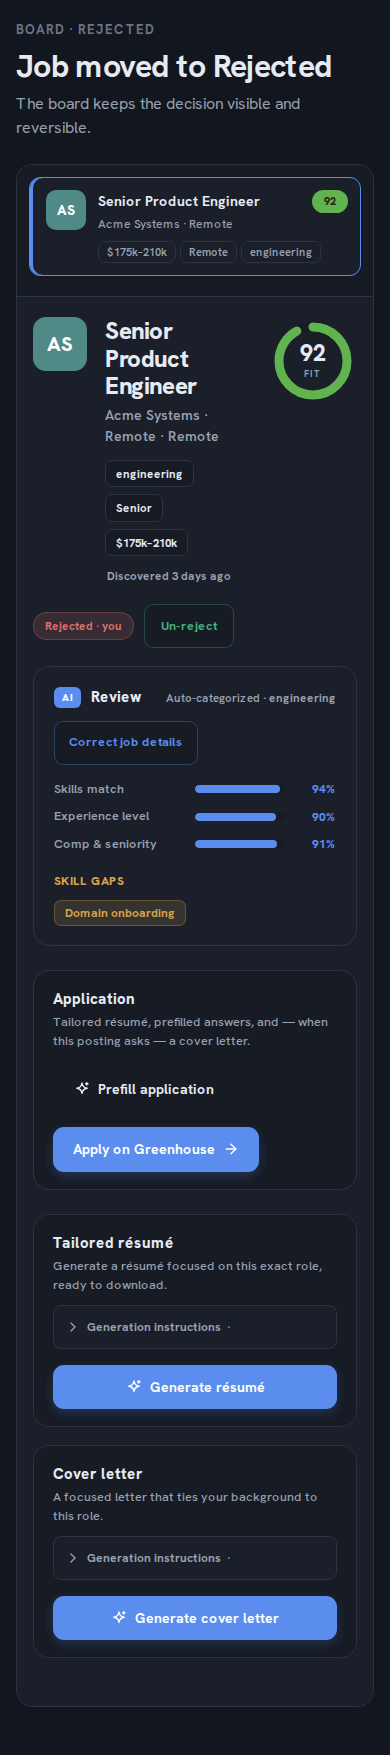 BOARD · REJECTED
Job moved to Rejected
The board keeps the decision visible and
reversible.
AS
Senior Product Engineer
92
Acme Systems · Remote
$175k–210k
Remote
engineering
AS
Senior
Product
Engineer
92
FIT
Acme Systems ·
Remote · Remote
engineering
Senior
$175k–210k
Discovered 3 days ago
Rejected · you
Un-reject
AI
Review
Auto-categorized · engineering
Correct job details
Skills match
94%
Experience level
90%
Comp & seniority
91%
SKILL GAPS
Domain onboarding
Application
Tailored résumé, prefilled answers, and — when
this posting asks — a cover letter.
Prefill application
Apply on Greenhouse →
Tailored résumé
Generate a résumé focused on this exact role,
ready to download.
Generation instructions ·
Generate résumé
Cover letter
A focused letter that ties your background to
this role.
Generation instructions ·
Generate cover letter